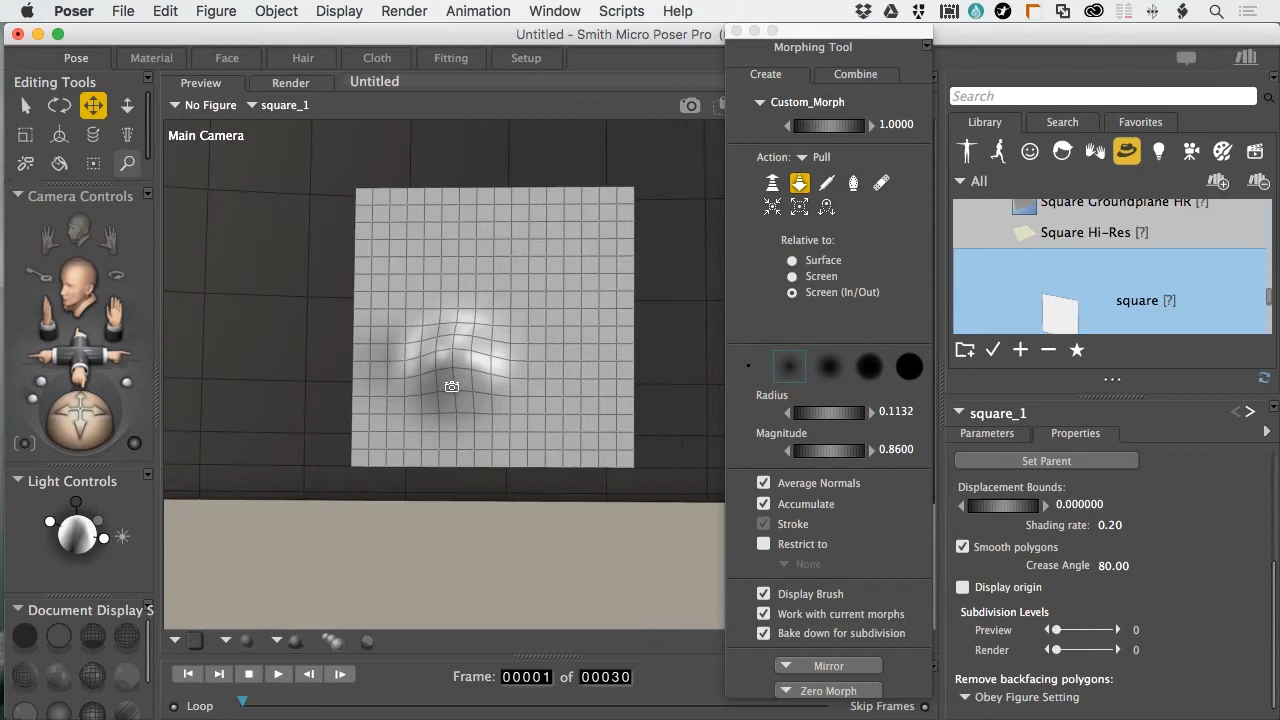 Poser File Edit Figure Object Display Render Animation Window Scripts Help
Untitled - Smith Micro Poser Pro
Pose Material Face Hair Cloth Fitting Setup
Editing Tools
Preview Render Untitled
No Figure square_1
Main Camera
Camera Controls
Light Controls
Document Display S
Loop
Frame: 00001 of 00030
Skip Frames
Morphing Tool
Create Combine
Custom_Morph
1.0000
Action: Pull
Relative to:
Surface
Screen
Screen (In/Out)
Radius
0.1132
Magnitude
0.8600
Average Normals
Accumulate
Stroke
Restrict to
None
Display Brush
Work with current morphs
Bake down for subdivision
Mirror
Zero Morph
Search
Library Search Favorites
All
Square Groundplane HR [?]
Square Hi-Res [?]
square [?]
square_1
Parameters Properties
Set Parent
Displacement Bounds:
0.000000
Shading rate: 0.20
Smooth polygons
Crease Angle 80.00
Display origin
Subdivision Levels
Preview 0
Render 0
Remove backfacing polygons:
Obey Figure Setting